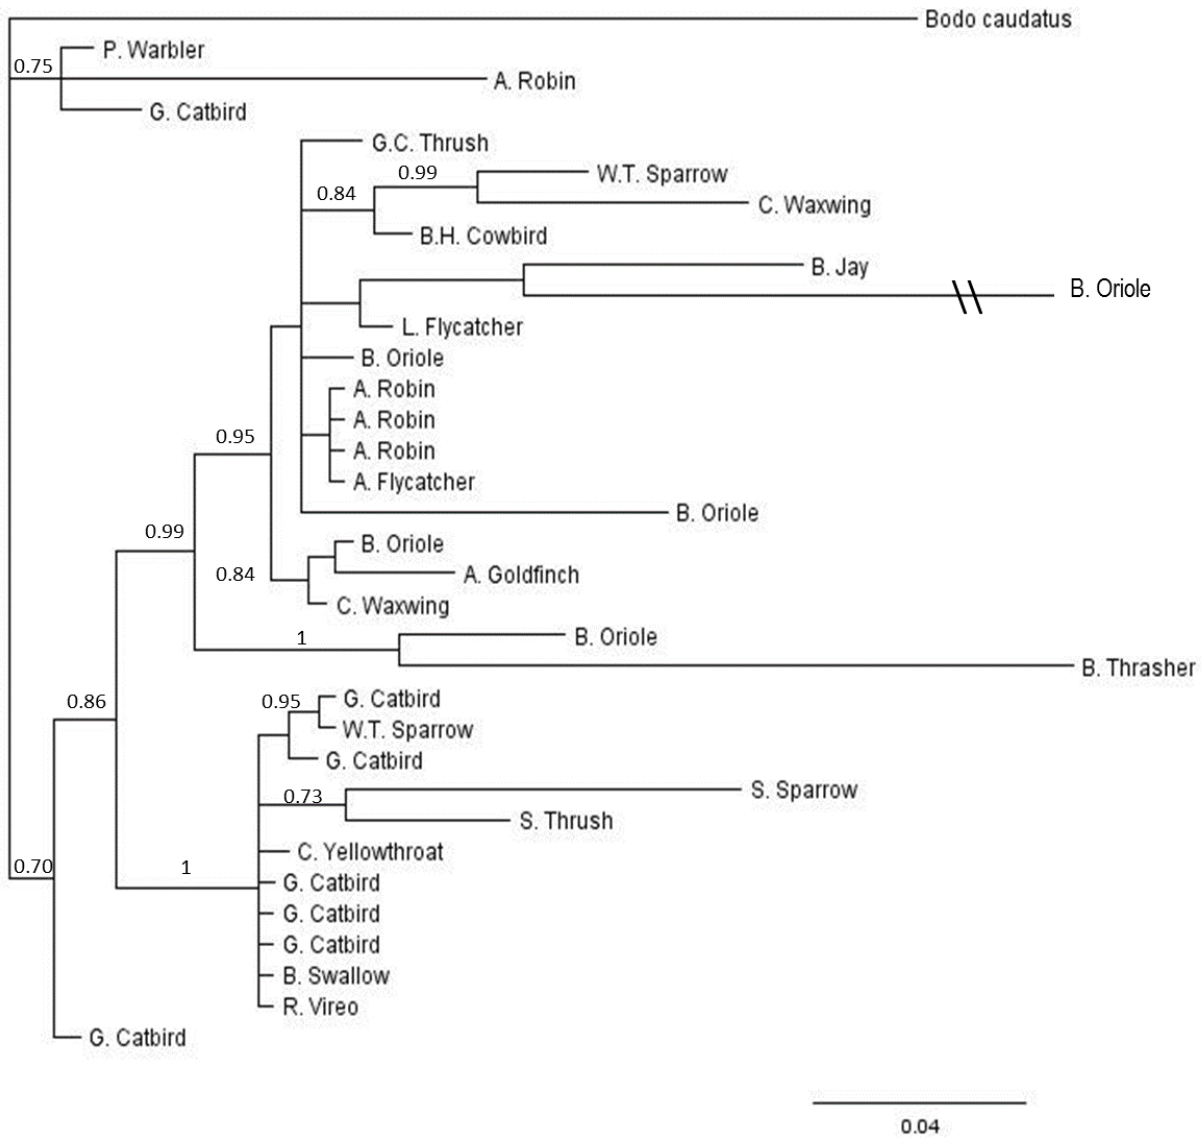 Bodo caudatus
P. Warbler
0.75
A. Robin
G. Catbird
G.C. Thrush
0.99
W.T. Sparrow
0.84
C. Waxwing
B.H. Cowbird
B. Jay
B. Oriole
L. Flycatcher
B. Oriole
A. Robin
A. Robin
0.95
A. Robin
A. Flycatcher
B. Oriole
0.99
B. Oriole
0.84
A. Goldfinch
C. Waxwing
1
B. Oriole
B. Thrasher
0.86
0.95
G. Catbird
W.T. Sparrow
G. Catbird
0.73
S. Sparrow
S. Thrush
C. Yellowthroat
0.70
1
G. Catbird
G. Catbird
G. Catbird
B. Swallow
R. Vireo
G. Catbird
0.04